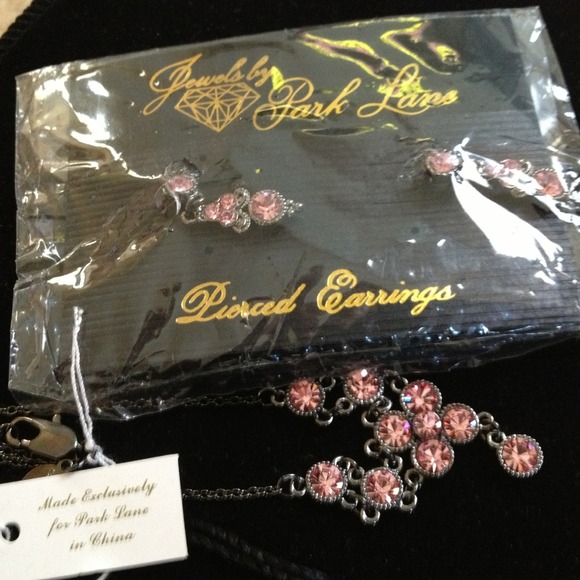 Jewels by
Park Lane
Pierced Earrings
Made Exclusively
for Park Lane
in China